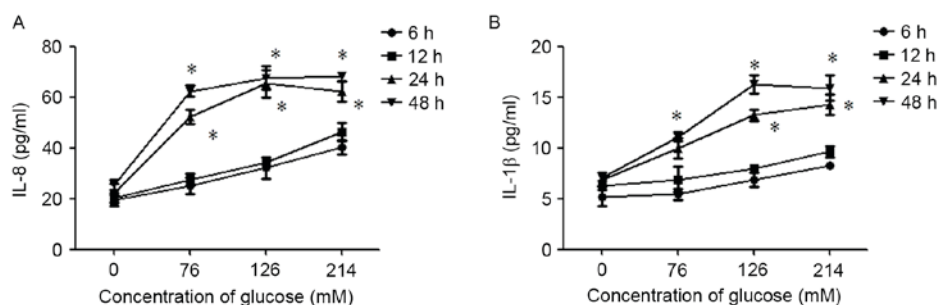 A
IL-8 (pg/ml)
80
60
40
20
0
* * *
* * *
0 76 126 214
Concentration of glucose (mM)
6 h
12 h
24 h
48 h
B
IL-1β (pg/ml)
20
15
10
5
0
* * *
* *
0 76 126 214
Concentration of glucose (mM)
6 h
12 h
24 h
48 h